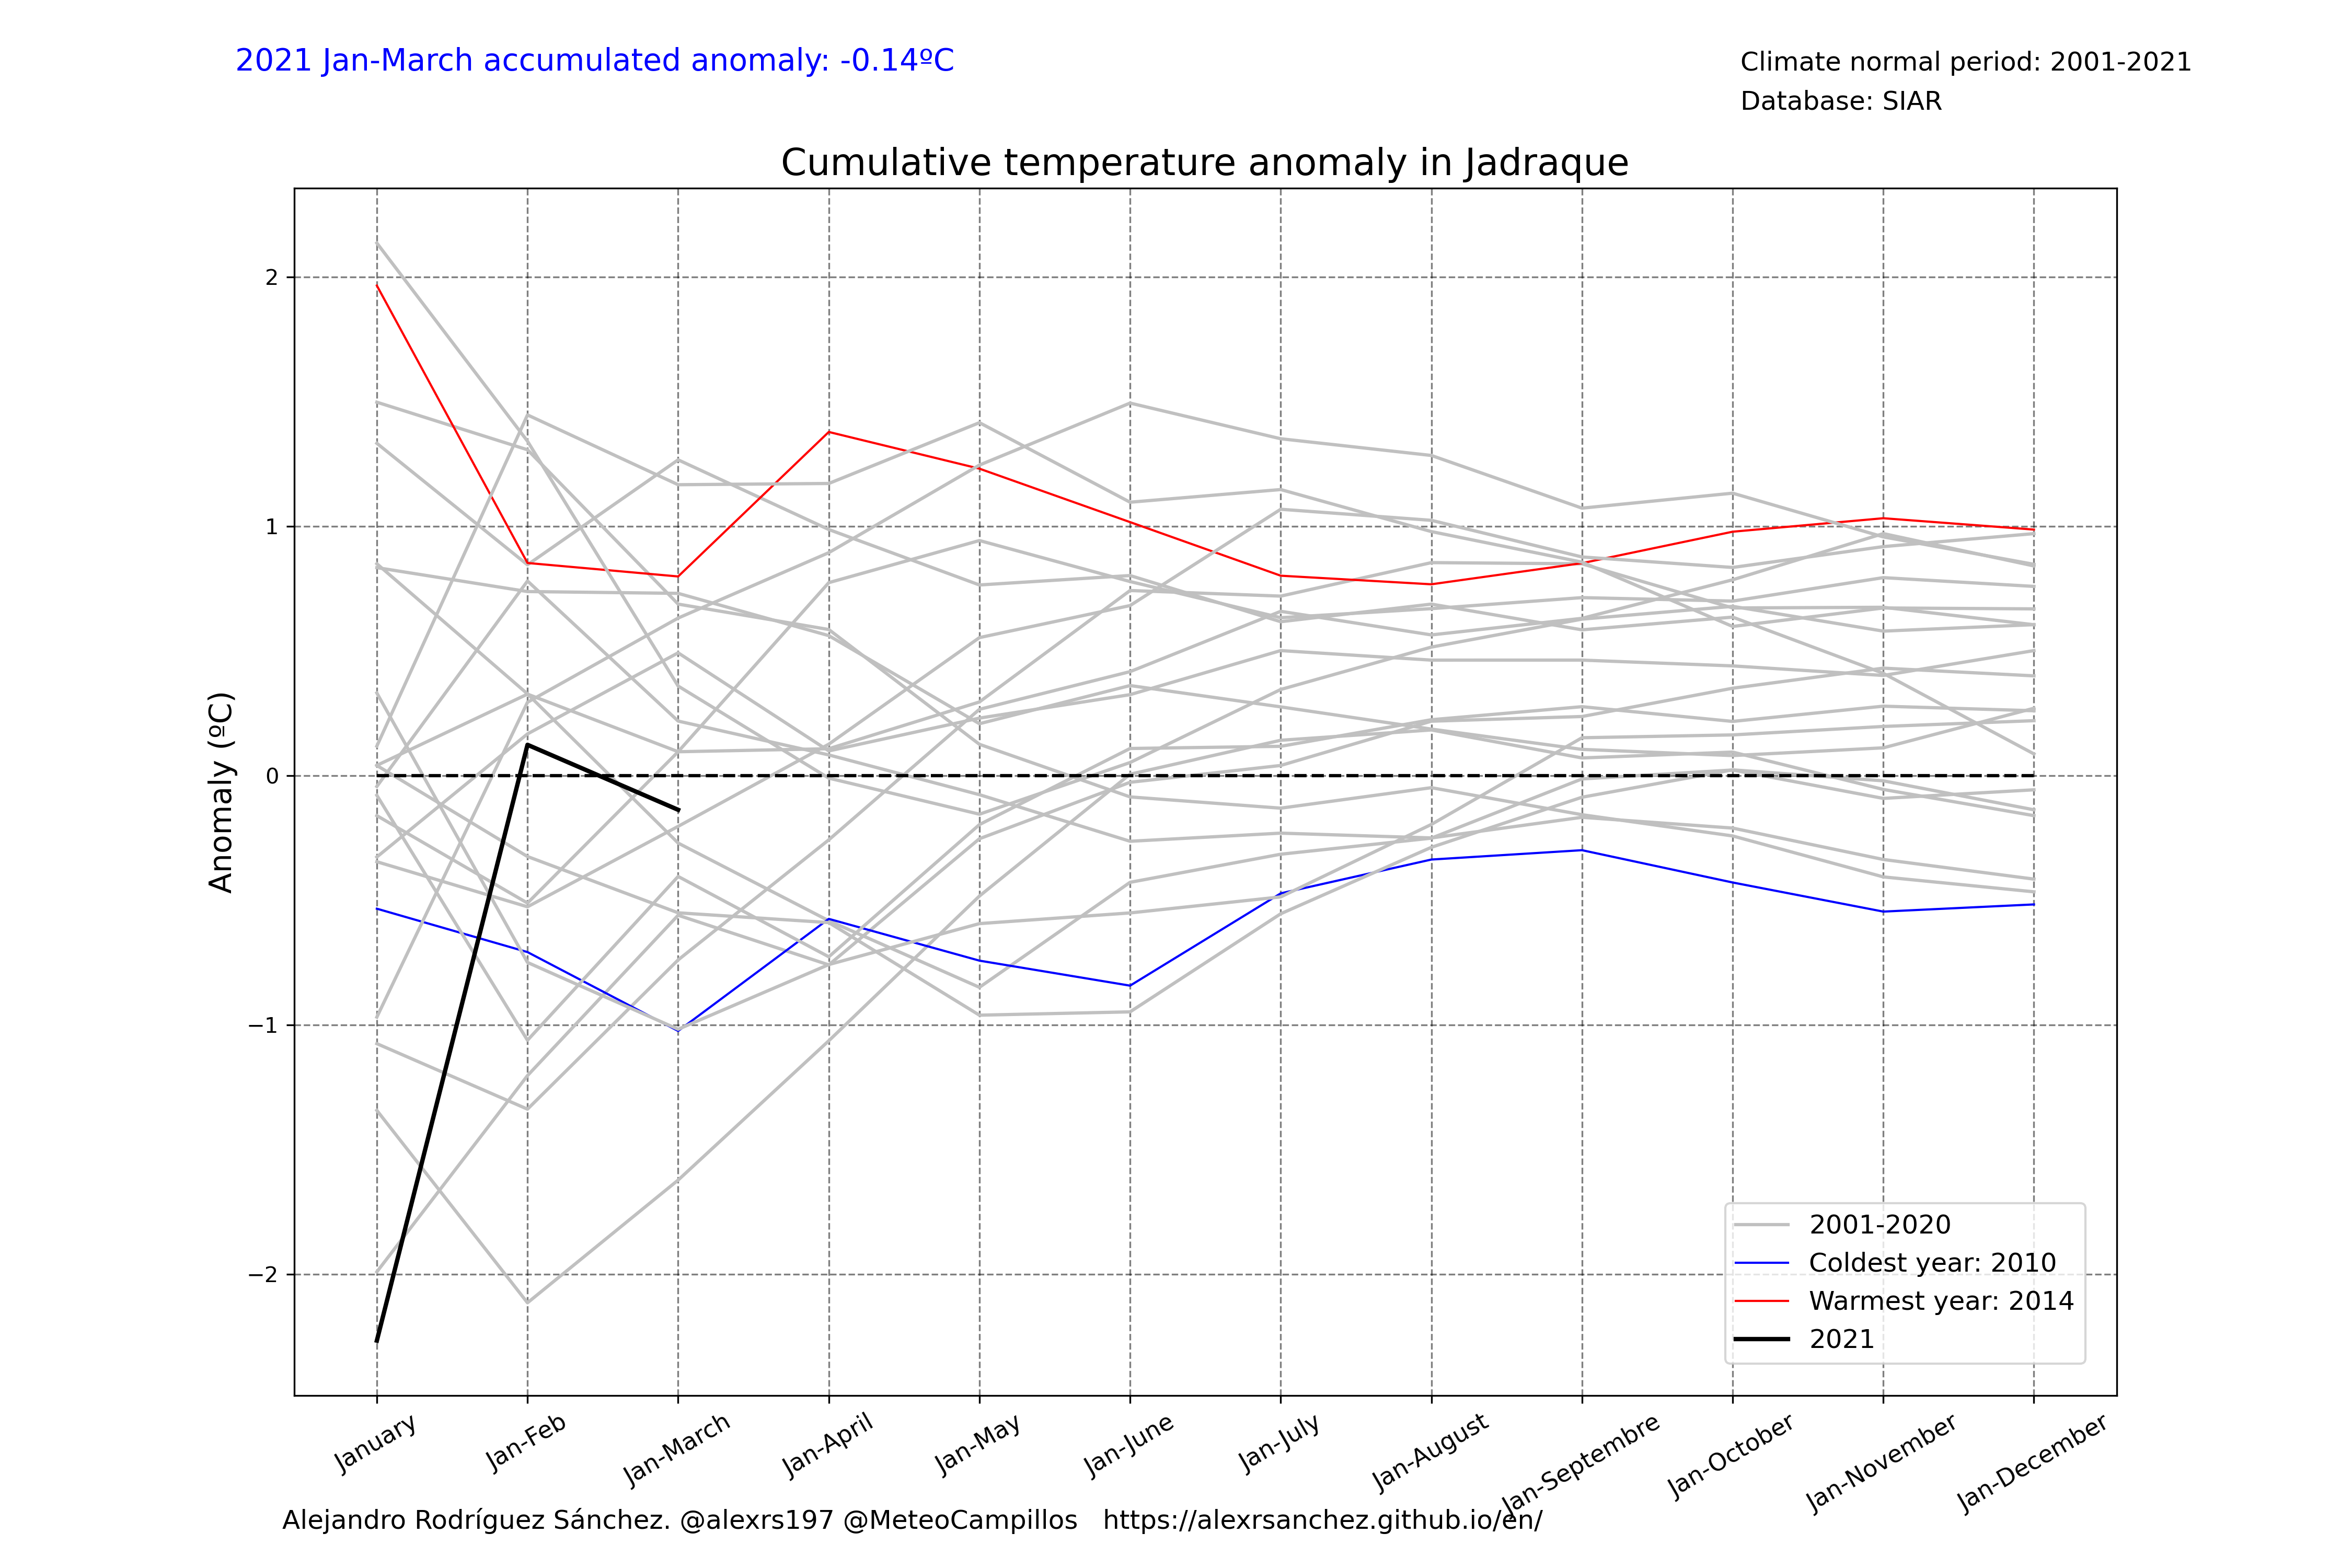 2021 Jan-March accumulated anomaly: -0.14ºC
Climate normal period: 2001-2021
Database: SIAR
Cumulative temperature anomaly in Jadraque
Anomaly (ºC)
2
1
0
−1
−2
2001-2020
Coldest year: 2010
Warmest year: 2014
2021
January
Jan-Feb
Jan-March
Jan-April
Jan-May
Jan-June
Jan-July
Jan-August
Jan-Septembre
Jan-October
Jan-November
Jan-December
Alejandro Rodríguez Sánchez. @alexrs197 @MeteoCampillos   https://alexrsanchez.github.io/en/